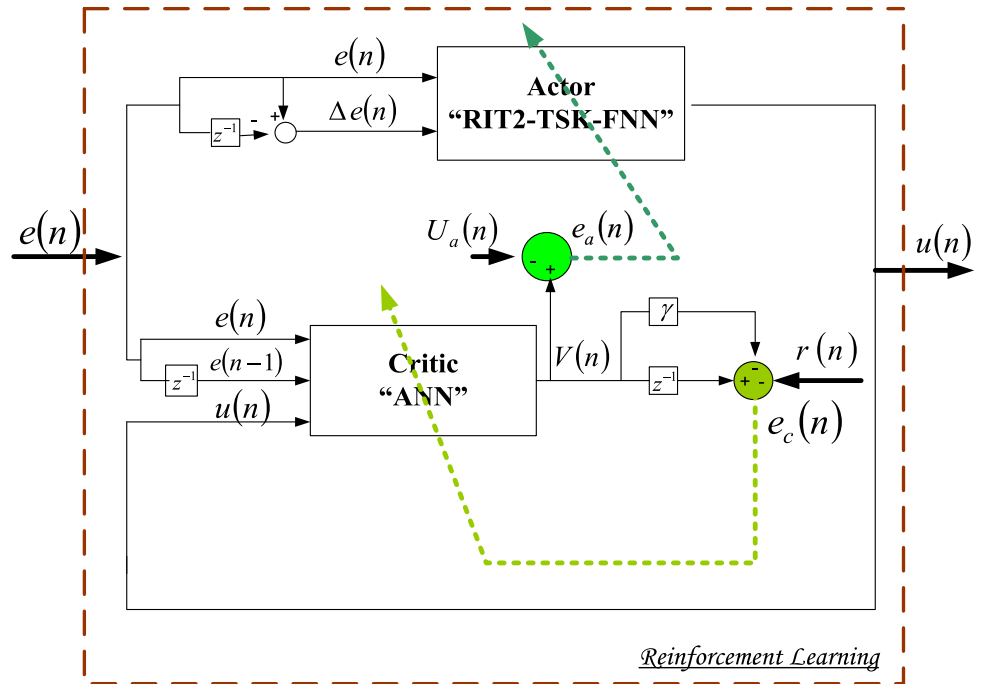 e(n)
Actor
Δe(n)
“RIT2-TSK-FNN”
+
-
z⁻¹
e(n)
U_a(n)
e_a(n)
u(n)
-
+
e(n)
γ
Critic
V(n)
r(n)
e(n−1)
“ANN”
z⁻¹
z⁻¹
-
+ -
u(n)
e_c(n)
Reinforcement Learning